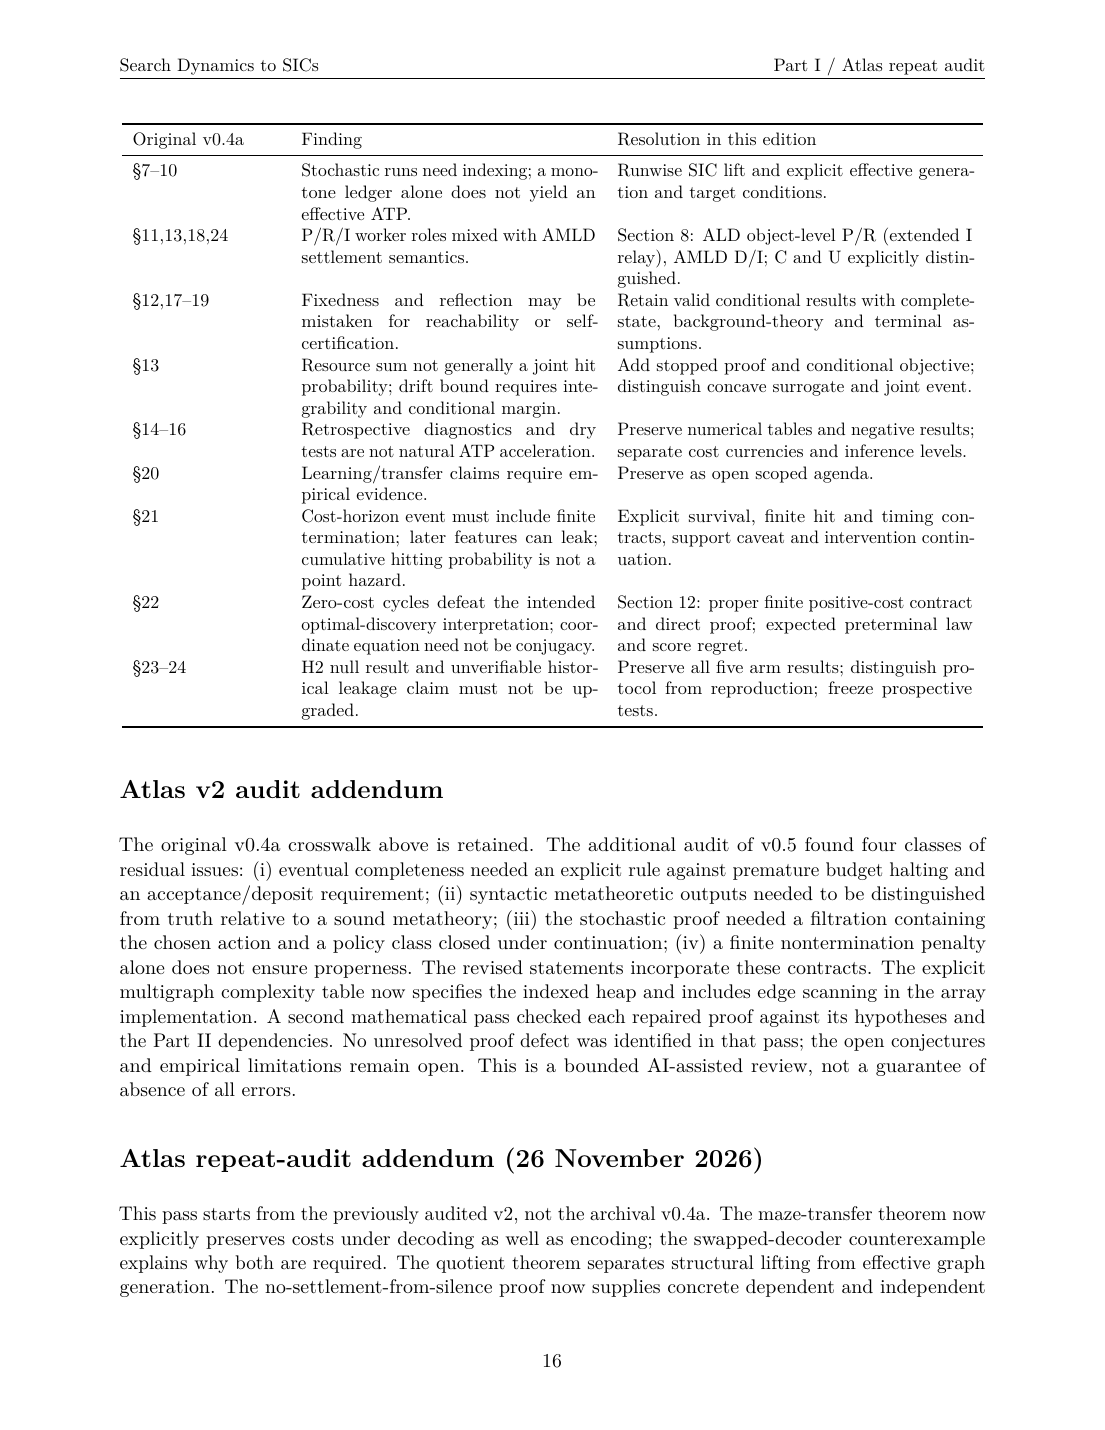 Search Dynamics to SICs Part I / Atlas repeat audit
Original v0.4a Finding Resolution in this edition
§7–10 Stochastic runs need indexing; a mono- Runwise SIC lift and explicit effective genera-
tone ledger alone does not yield an tion and target conditions.
effective ATP.
§11,13,18,24 P/R/I worker roles mixed with AMLD Section 8: ALD object-level P/R (extended I
settlement semantics. relay), AMLD D/I; C and U explicitly distin-
guished.
§12,17–19 Fixedness and reflection may be Retain valid conditional results with complete-
mistaken for reachability or self- state, background-theory and terminal as-
certification. sumptions.
§13 Resource sum not generally a joint hit Add stopped proof and conditional objective;
probability; drift bound requires inte- distinguish concave surrogate and joint event.
grability and conditional margin.
§14–16 Retrospective diagnostics and dry Preserve numerical tables and negative results;
tests are not natural ATP acceleration. separate cost currencies and inference levels.
§20 Learning/transfer claims require em- Preserve as open scoped agenda.
pirical evidence.
§21 Cost-horizon event must include finite Explicit survival, finite hit and timing con-
termination; later features can leak; tracts, support caveat and intervention contin-
cumulative hitting probability is not a uation.
point hazard.
§22 Zero-cost cycles defeat the intended Section 12: proper finite positive-cost contract
optimal-discovery interpretation; coor- and direct proof; expected preterminal law
dinate equation need not be conjugacy. and score regret.
§23–24 H2 null result and unverifiable histor- Preserve all five arm results; distinguish pro-
ical leakage claim must not be up- tocol from reproduction; freeze prospective
graded. tests.
Atlas v2 audit addendum
The original v0.4a crosswalk above is retained. The additional audit of v0.5 found four classes of
residual issues: (i) eventual completeness needed an explicit rule against premature budget halting and
an acceptance/deposit requirement; (ii) syntactic metatheoretic outputs needed to be distinguished
from truth relative to a sound metatheory; (iii) the stochastic proof needed a filtration containing
the chosen action and a policy class closed under continuation; (iv) a finite nontermination penalty
alone does not ensure properness. The revised statements incorporate these contracts. The explicit
multigraph complexity table now specifies the indexed heap and includes edge scanning in the array
implementation. A second mathematical pass checked each repaired proof against its hypotheses and
the Part II dependencies. No unresolved proof defect was identified in that pass; the open conjectures
and empirical limitations remain open. This is a bounded AI-assisted review, not a guarantee of
absence of all errors.
Atlas repeat-audit addendum (26 November 2026)
This pass starts from the previously audited v2, not the archival v0.4a. The maze-transfer theorem now
explicitly preserves costs under decoding as well as encoding; the swapped-decoder counterexample
explains why both are required. The quotient theorem separates structural lifting from effective graph
generation. The no-settlement-from-silence proof now supplies concrete dependent and independent
16